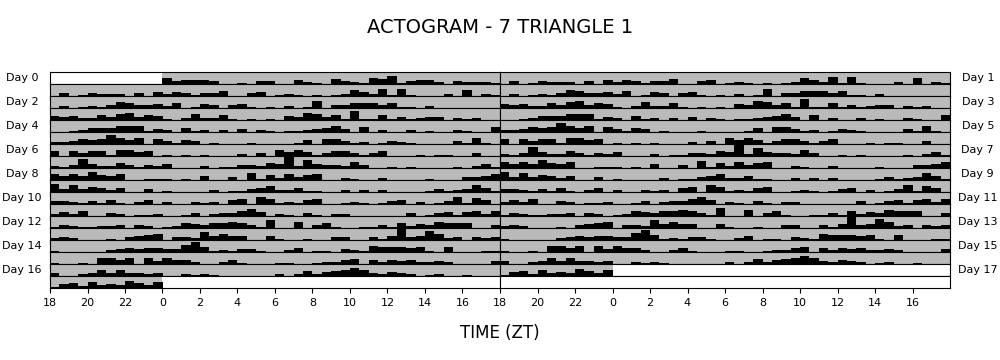 ACTOGRAM - 7 TRIANGLE 1
Day 0
Day 1
Day 2
Day 3
Day 4
Day 5
Day 6
Day 7
Day 8
Day 9
Day 10
Day 11
Day 12
Day 13
Day 14
Day 15
Day 16
Day 17
18 20 22 0 2 4 6 8 10 12 14 16 18 20 22 0 2 4 6 8 10 12 14 16
TIME (ZT)